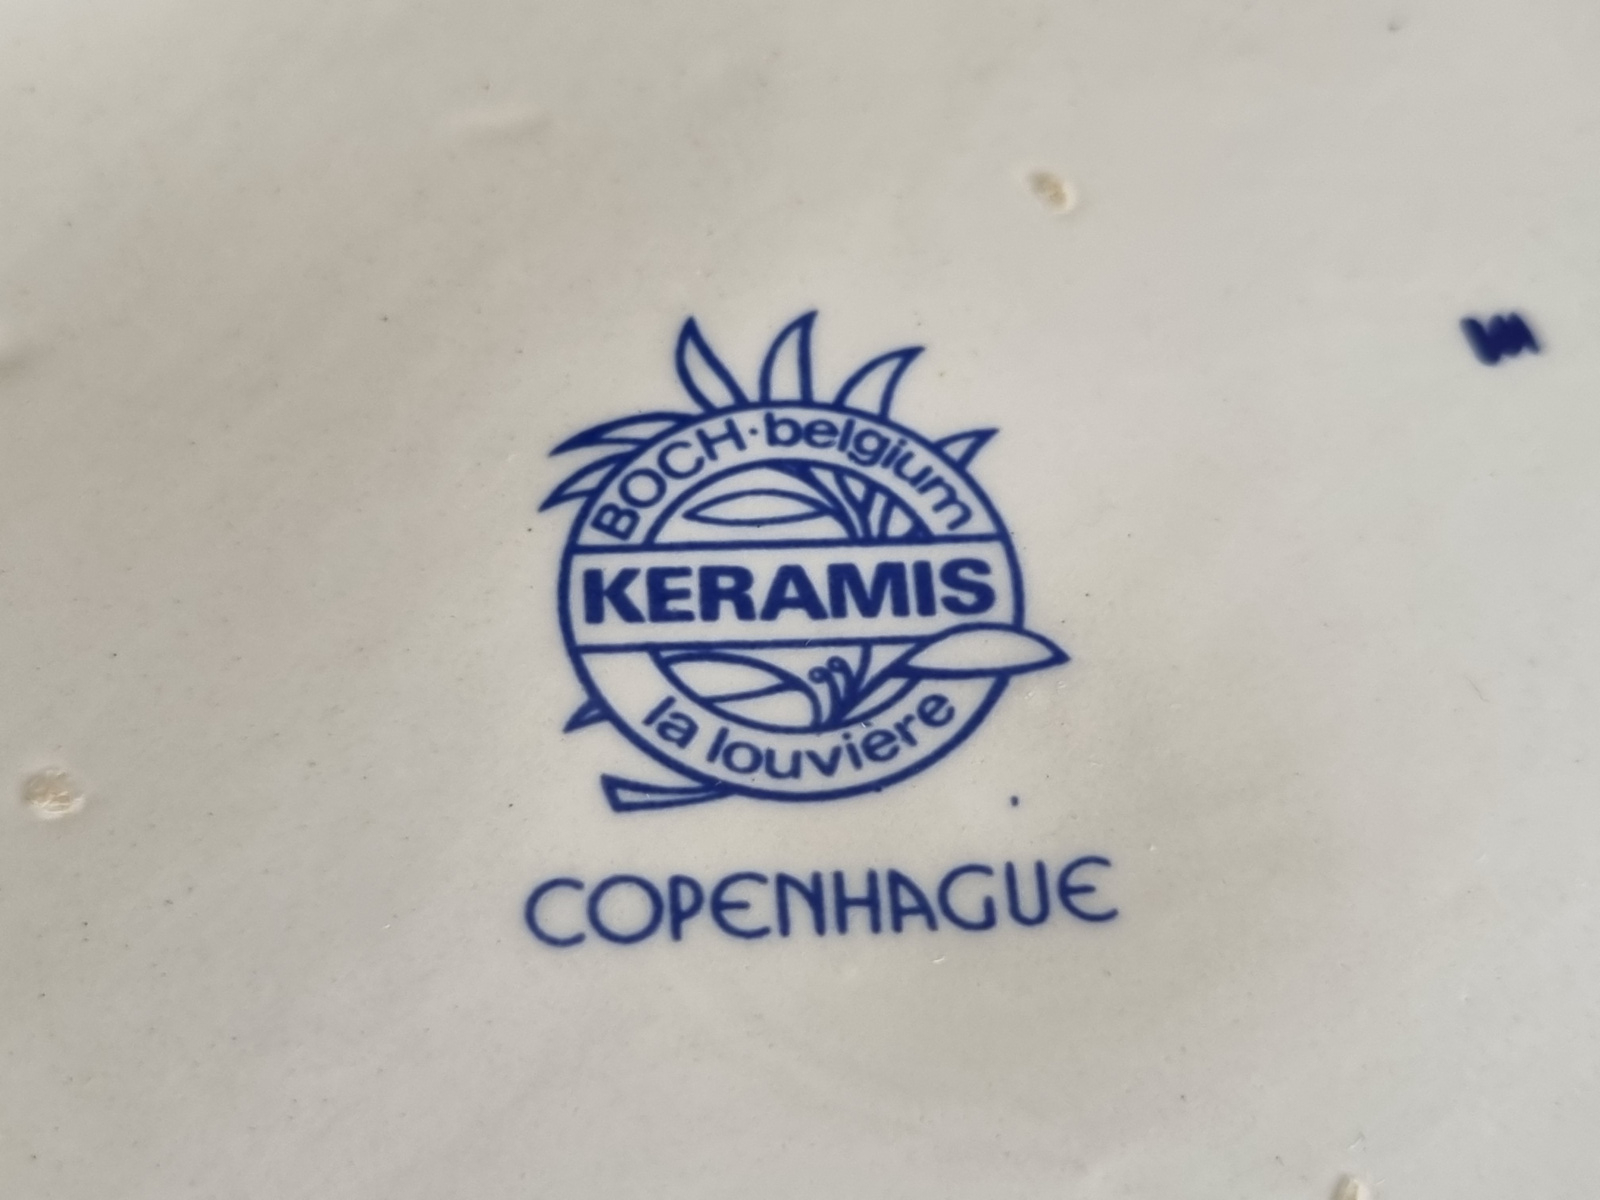 BOCH·belgium
KERAMIS
la louvière
COPENHAGUE